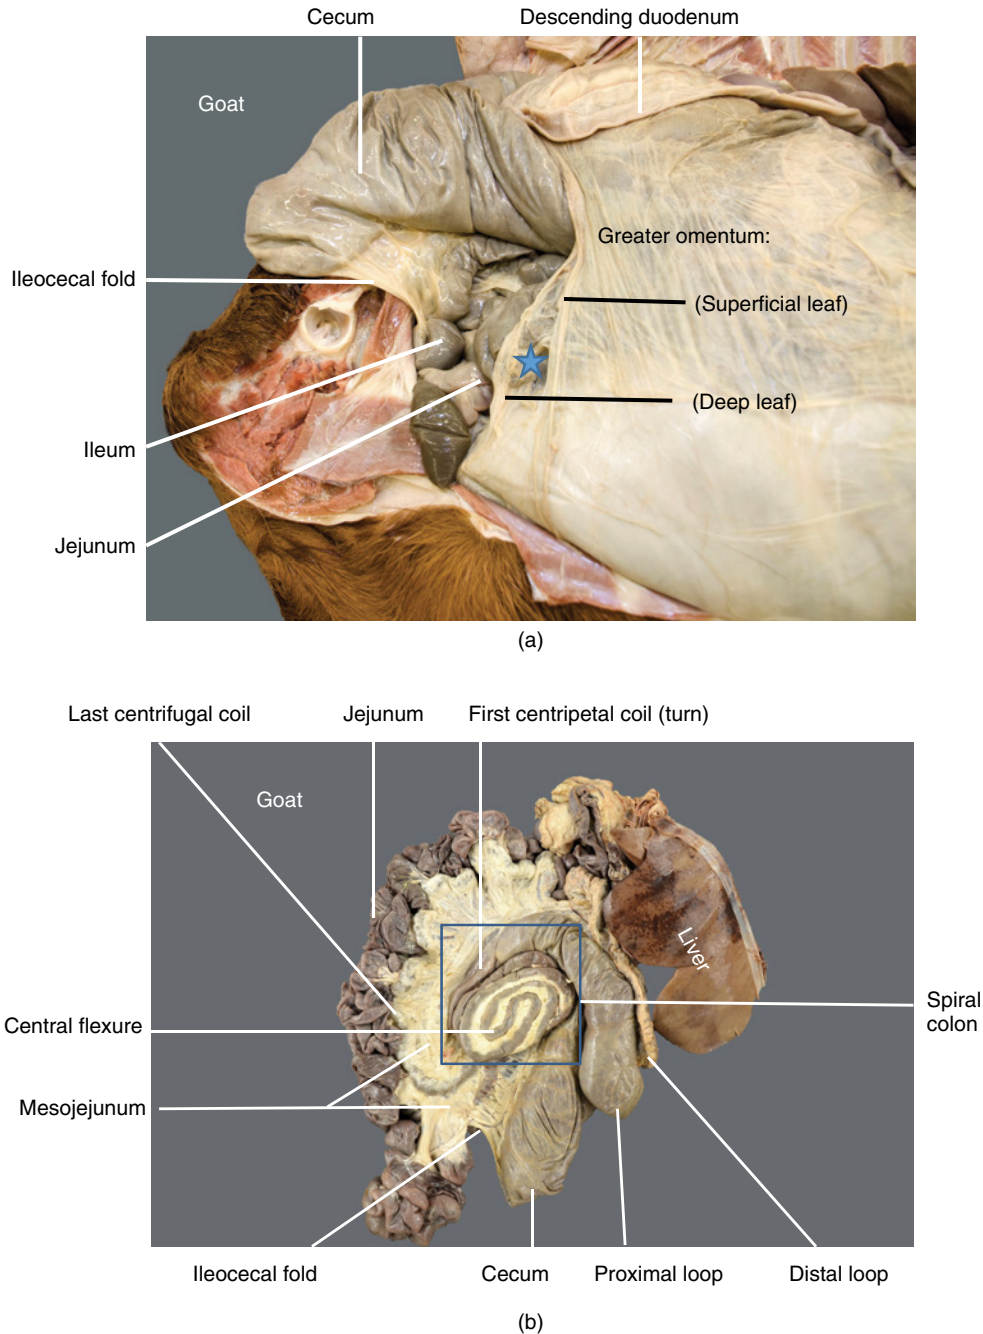 Cecum
Descending duodenum
Goat
Greater omentum:
Ileocecal fold
(Superficial leaf)
(Deep leaf)
Ileum
Jejunum
(a)
Last centrifugal coil
Jejunum
First centripetal coil (turn)
Goat
Liver
Spiral
colon
Central flexure
Mesojejunum
Ileocecal fold
Cecum
Proximal loop
Distal loop
(b)